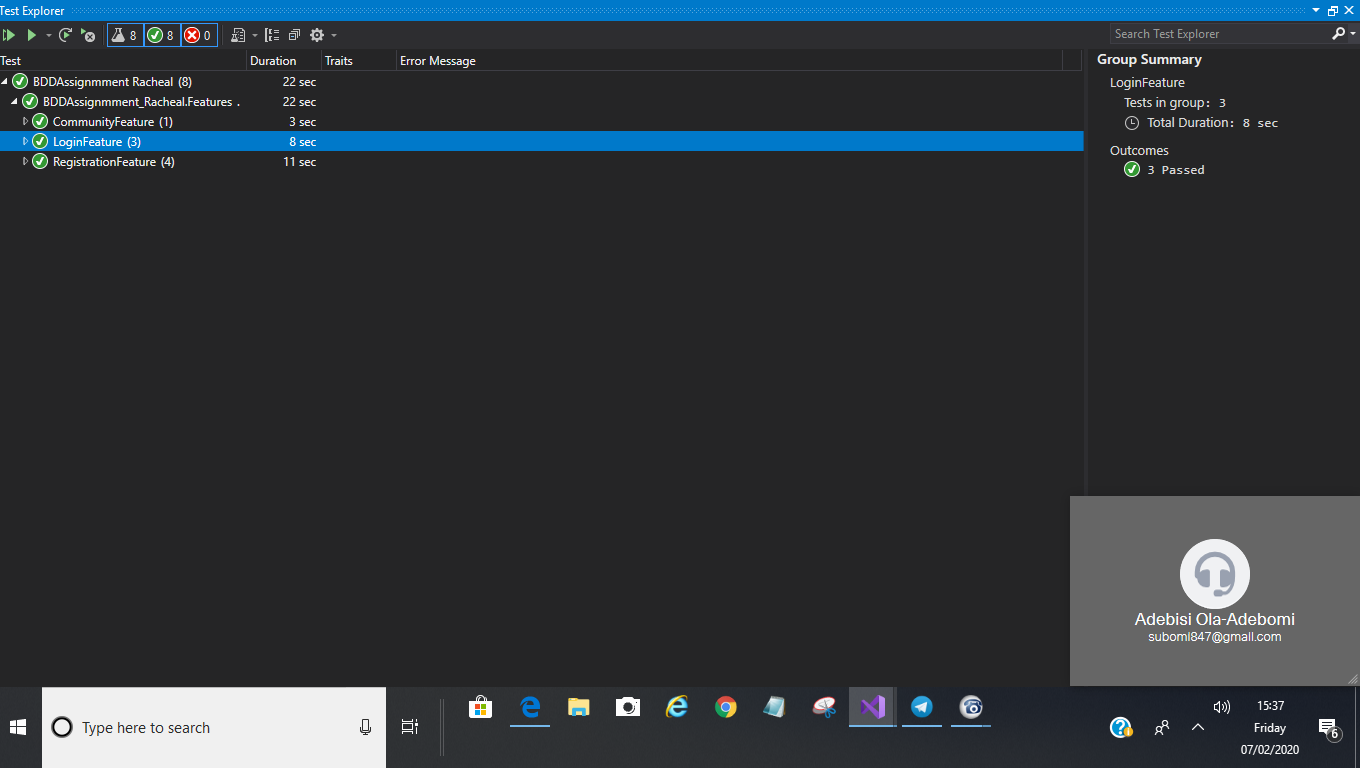 Test Explorer
8 8 0
Search Test Explorer
Test Duration Traits Error Message
BDDAssignmment Racheal (8) 22 sec
BDDAssignmment_Racheal.Features . 22 sec
CommunityFeature (1) 3 sec
LoginFeature (3) 8 sec
RegistrationFeature (4) 11 sec
Group Summary
LoginFeature
Tests in group: 3
Total Duration: 8 sec
Outcomes
3 Passed
Adebisi Ola-Adebomi
suboml847@gmail.com
Type here to search
15:37
Friday
07/02/2020
6